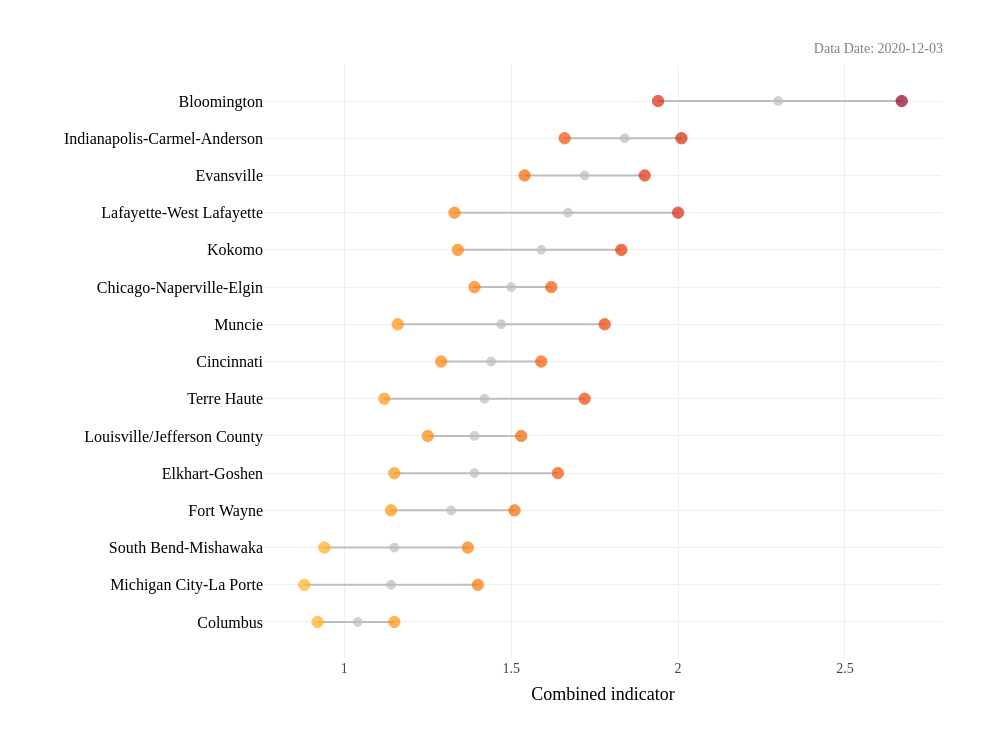 Data Date: 2020-12-03
Bloomington
Indianapolis-Carmel-Anderson
Evansville
Lafayette-West Lafayette
Kokomo
Chicago-Naperville-Elgin
Muncie
Cincinnati
Terre Haute
Louisville/Jefferson County
Elkhart-Goshen
Fort Wayne
South Bend-Mishawaka
Michigan City-La Porte
Columbus
1 1.5 2 2.5
Combined indicator